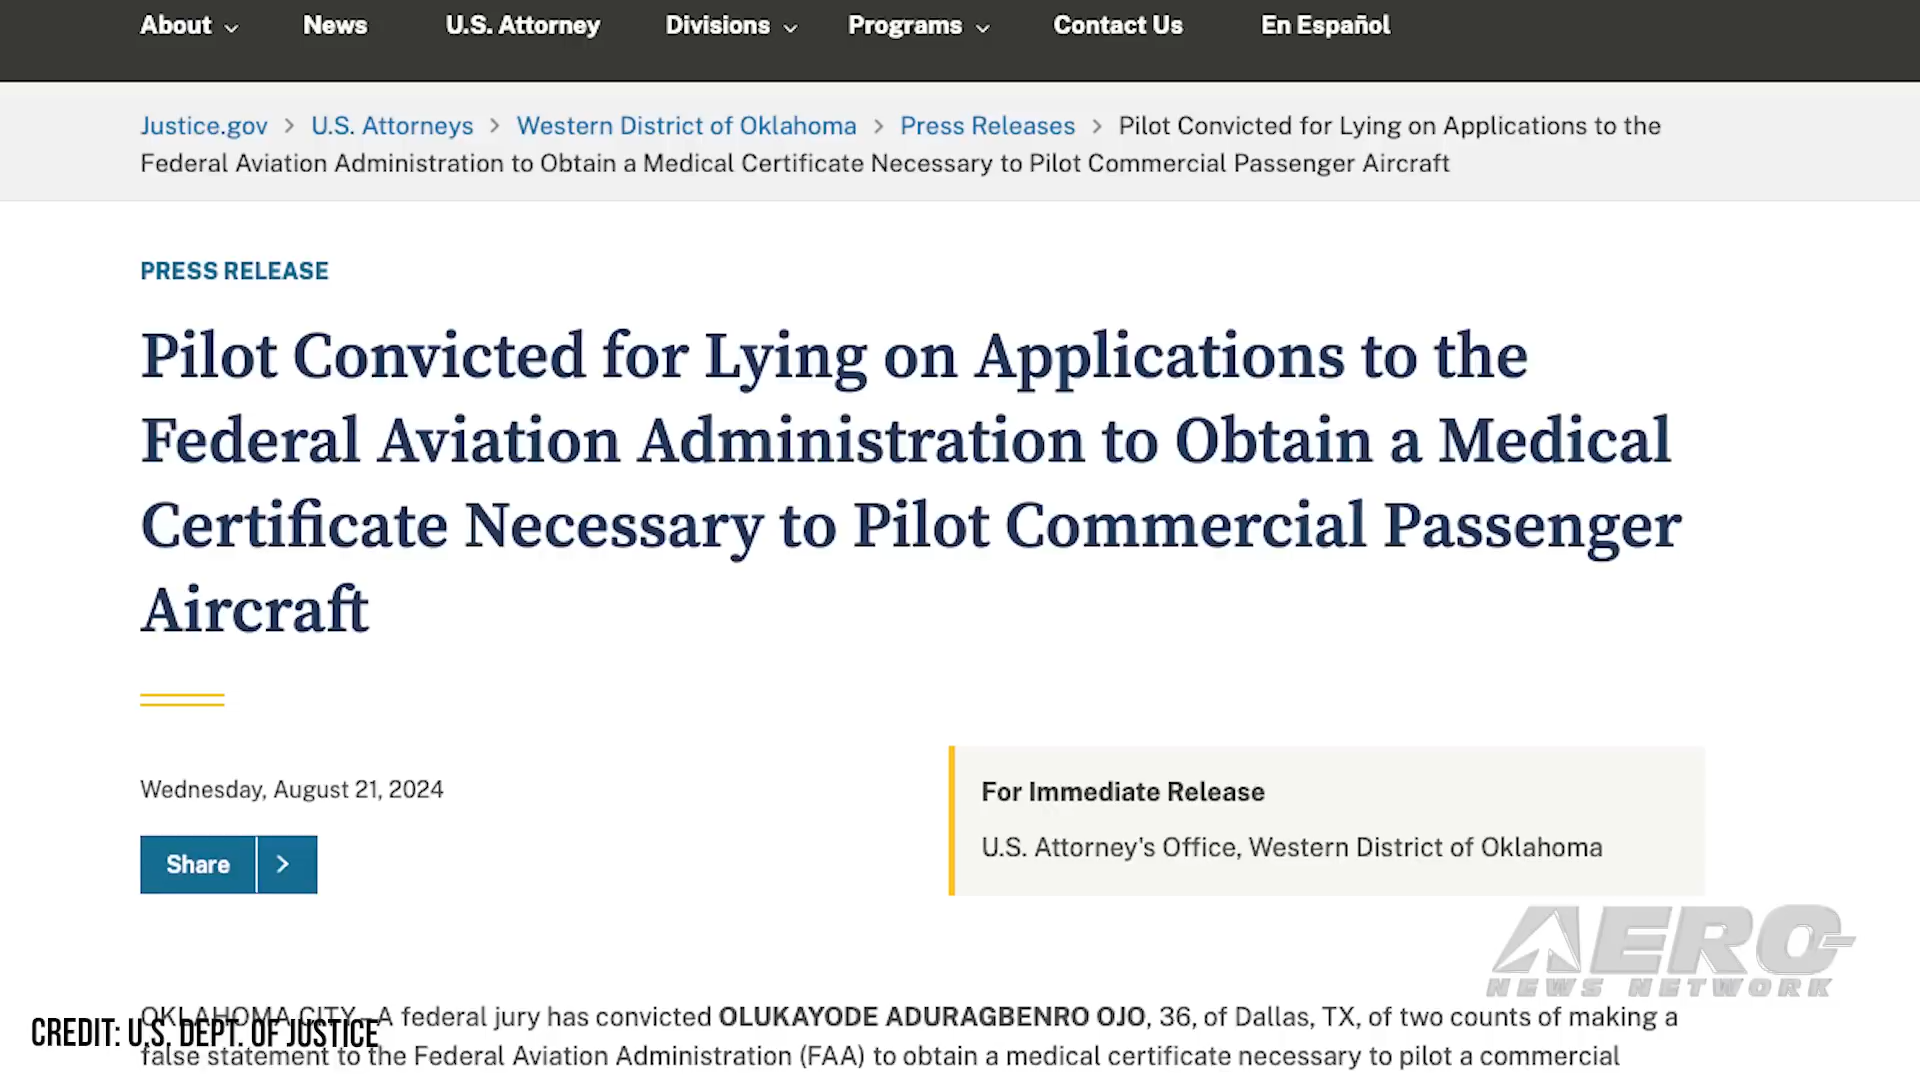 About News U.S. Attorney Divisions Programs Contact Us En Español
Justice.gov > U.S. Attorneys > Western District of Oklahoma > Press Releases > Pilot Convicted for Lying on Applications to the
Federal Aviation Administration to Obtain a Medical Certificate Necessary to Pilot Commercial Passenger Aircraft
PRESS RELEASE
Pilot Convicted for Lying on Applications to the
Federal Aviation Administration to Obtain a Medical
Certificate Necessary to Pilot Commercial Passenger
Aircraft
Wednesday, August 21, 2024
Share >
For Immediate Release
U.S. Attorney's Office, Western District of Oklahoma
AERO
NEWS NETWORK
OKLAHOMA CITY – A federal jury has convicted OLUKAYODE ADURAGBENRO OJO, 36, of Dallas, TX, of two counts of making a
false statement to the Federal Aviation Administration (FAA) to obtain a medical certificate necessary to pilot a commercial
CREDIT: U.S. DEPT. OF JUSTICE